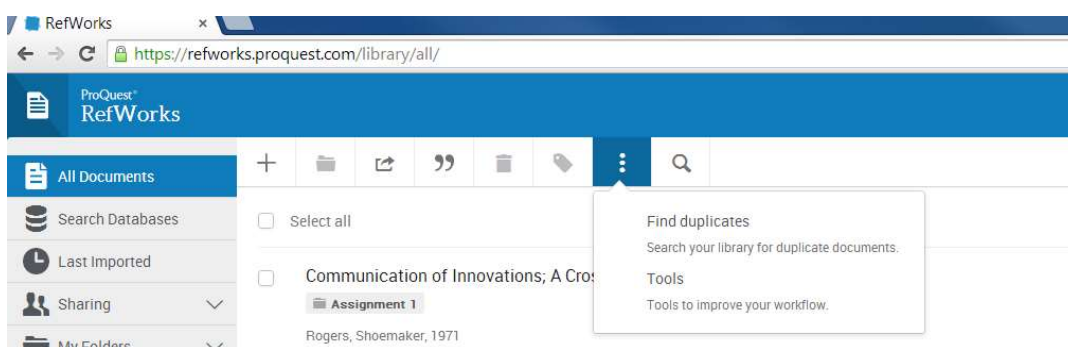 RefWorks
https://refworks.proquest.com/library/all/
ProQuest®
RefWorks
All Documents
Search Databases
Last Imported
Sharing
My Folders
Select all
Communication of Innovations; A Cros
Assignment 1
Rogers, Shoemaker, 1971
Find duplicates
Search your library for duplicate documents.
Tools
Tools to improve your workflow.